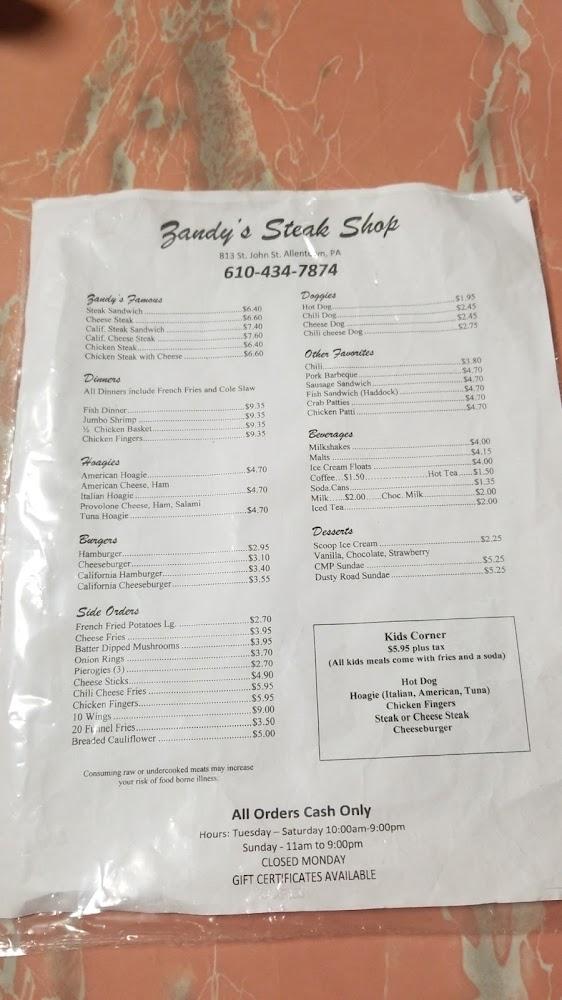 Zandy's Steak Shop
813 St. John St. Allentown, PA
610-434-7874
Zandy's Famous
Steak Sandwich $6.40
Cheese Steak $6.60
Calif. Steak Sandwich $7.40
Calif. Cheese Steak $7.60
Chicken Steak $6.40
Chicken Steak with Cheese $6.60
Dinners
All Dinners include French Fries and Cole Slaw
Fish Dinner $9.35
Jumbo Shrimp $9.35
½ Chicken Basket $9.35
Chicken Fingers $9.35
Hoagies
American Hoagie $4.70
American Cheese, Ham
Italian Hoagie $4.70
Provolone Cheese, Ham, Salami
Tuna Hoagie $4.70
Burgers
Hamburger $2.95
Cheeseburger $3.10
California Hamburger $3.40
California Cheeseburger $3.55
Side Orders
French Fried Potatoes Lg. $2.70
Cheese Fries $3.95
Batter Dipped Mushrooms $3.95
Onion Rings $3.70
Pierogies (3) $2.70
Cheese Sticks $4.90
Chili Cheese Fries $5.95
Chicken Fingers $5.95
10 Wings $9.00
20 Funnel Fries $3.50
Breaded Cauliflower $5.00
Consuming raw or undercooked meats may increase
your risk of food borne illness.
Doggies
Hot Dog $1.95
Chili Dog $2.45
Cheese Dog $2.45
Chili cheese Dog $2.75
Other Favorites
Chili $3.80
Pork Barbeque $4.70
Sausage Sandwich $4.70
Fish Sandwich (Haddock) $4.70
Crab Patties $4.70
Chicken Patti $4.70
Beverages
Milkshakes $4.00
Malts $4.15
Ice Cream Floats $4.00
Coffee...$1.50 Hot Tea $1.50
Soda.Cans $1.35
Milk.....$2.00 Choc. Milk $2.00
Iced Tea $2.00
Desserts
Scoop Ice Cream $2.25
Vanilla, Chocolate, Strawberry
CMP Sundae $5.25
Dusty Road Sundae $5.25
Kids Corner
$5.95 plus tax
(All kids meals come with fries and a soda)
Hot Dog
Hoagie (Italian, American, Tuna)
Chicken Fingers
Steak or Cheese Steak
Cheeseburger
All Orders Cash Only
Hours: Tuesday – Saturday 10:00am-9:00pm
Sunday - 11am to 9:00pm
CLOSED MONDAY
GIFT CERTIFICATES AVAILABLE